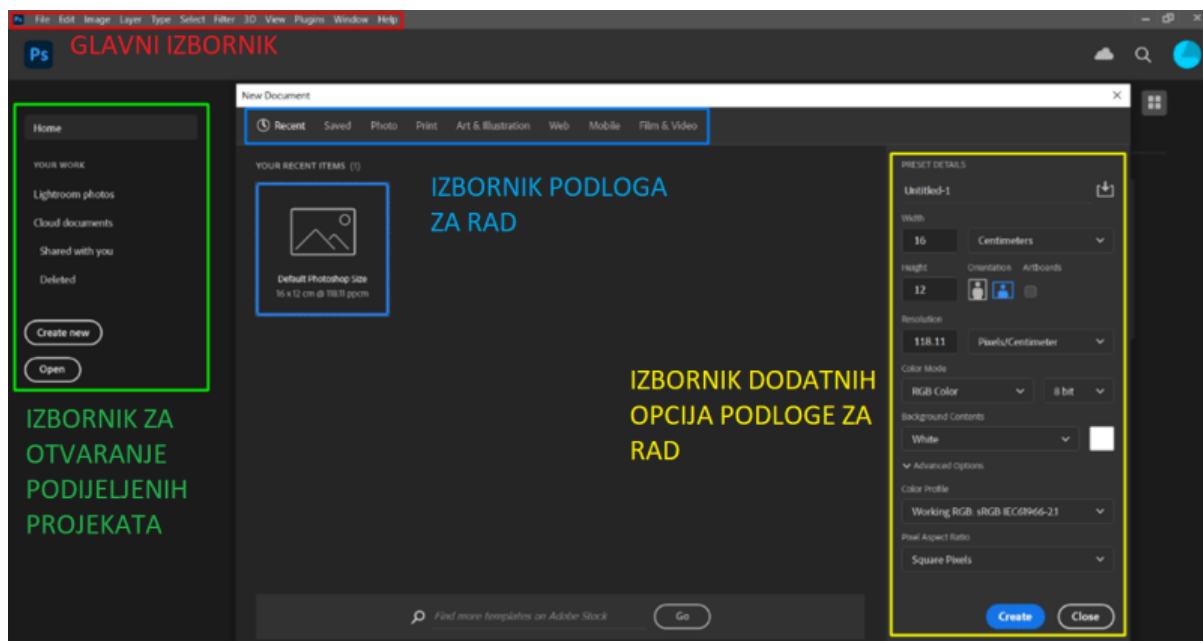 Ps File Edit Image Layer Type Select Filter 3D View Plugins Window Help
Ps GLAVNI IZBORNIK
New Document
Home
YOUR WORK
Lightroom photos
Cloud documents
Shared with you
Deleted
Create new
Open
IZBORNIK ZA
OTVARANJE
PODIJELJENIH
PROJEKATA
Recent Saved Photo Print Art & Illustration Web Mobile Film & Video
YOUR RECENT ITEMS (1)
Default Photoshop Size
16 x 12 cm @ 118.11 ppcm
IZBORNIK PODLOGA
ZA RAD
IZBORNIK DODATNIH
OPCIJA PODLOGE ZA
RAD
Find more templates on Adobe Stock Go
PRESET DETAILS
Untitled-1
Width
16 Centimeters
Height Orientation Artboards
12
Resolution
118.11 Pixels/Centimeter
Color Mode
RGB Color 8 bit
Background Contents
White
Advanced Options
Color Profile
Working RGB: sRGB IEC61966-2.1
Pixel Aspect Ratio
Square Pixels
Create Close